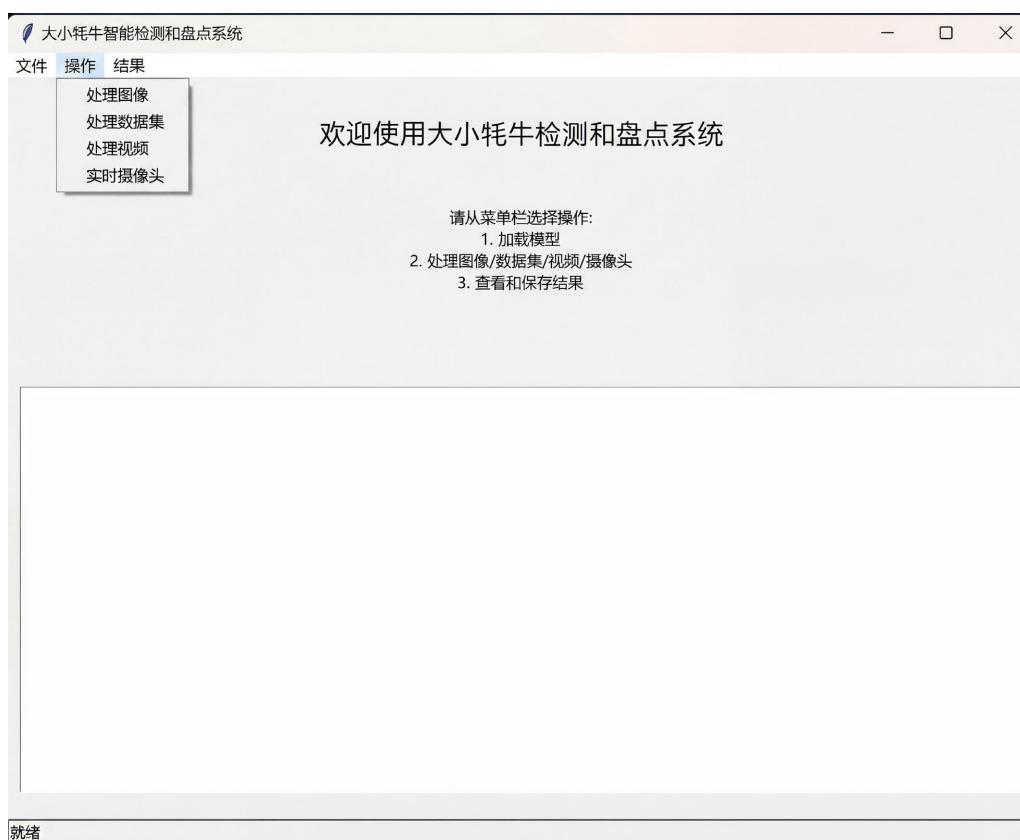 大小牦牛智能检测和盘点系统
文件 操作 结果
处理图像
处理数据集
处理视频
实时摄像头
欢迎使用大小牦牛检测和盘点系统
请从菜单栏选择操作:
1. 加载模型
2. 处理图像/数据集/视频/摄像头
3. 查看和保存结果
就绪